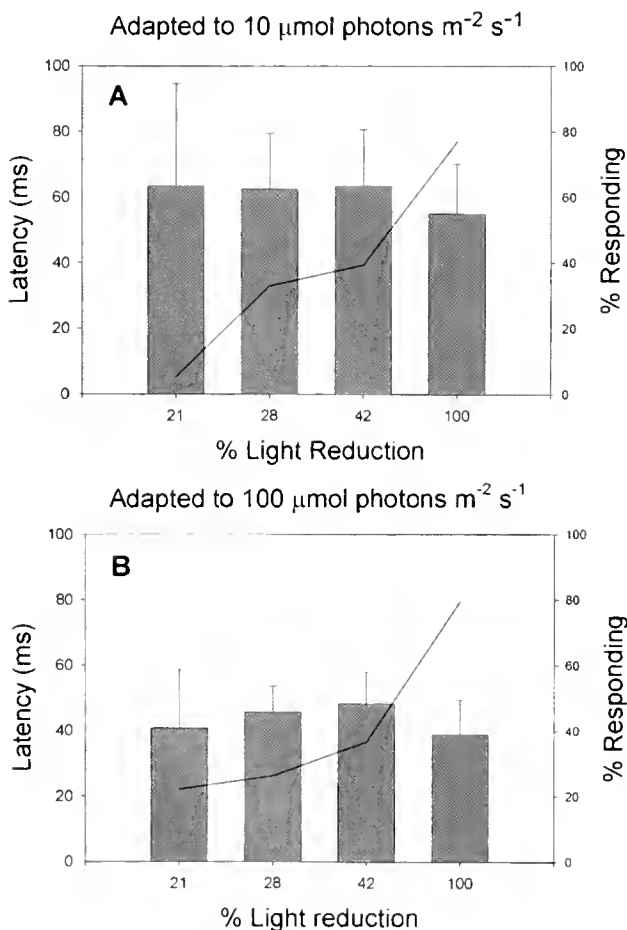 Adapted to 10 μmol photons m⁻² s⁻¹
A
100
80
60
40
20
0
Latency (ms)
100
80
60
40
20
0
% Responding
21 28 42 100
% Light Reduction
Adapted to 100 μmol photons m⁻² s⁻¹
B
100
80
60
40
20
0
Latency (ms)
100
80
60
40
20
0
% Responding
21 28 42 100
% Light reduction